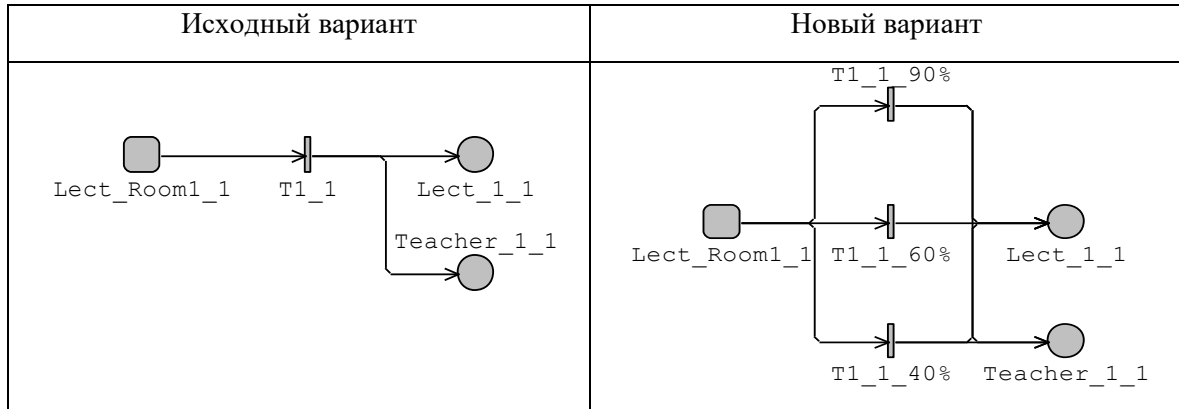 Исходный вариант
Новый вариант
Lect_Room1_1 T1_1 Lect_1_1
Teacher_1_1
T1_1_90%
Lect_Room1_1 T1_1_60% Lect_1_1
T1_1_40% Teacher_1_1